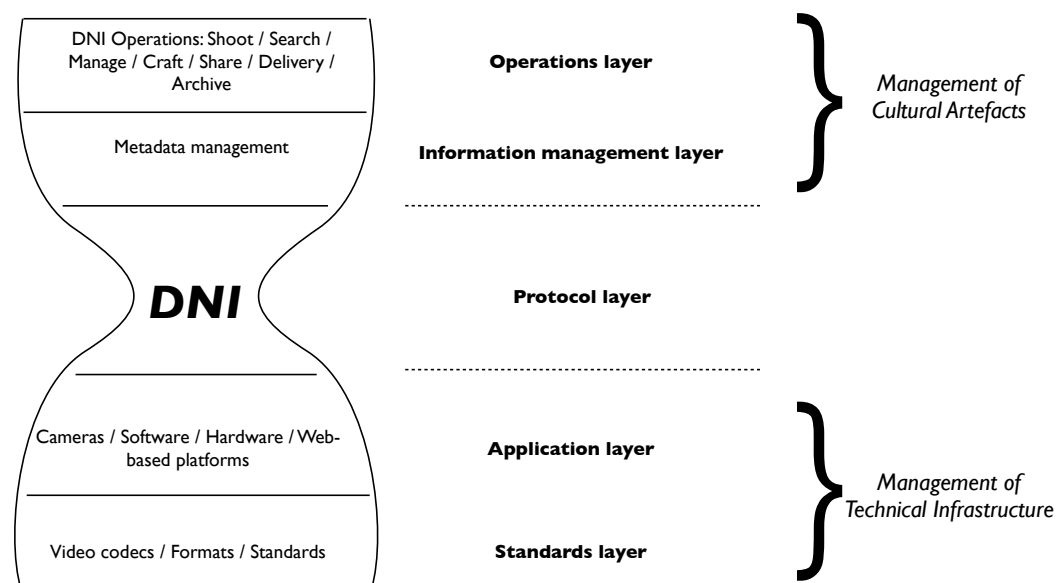 DNI Operations: Shoot / Search /
Manage / Craft / Share / Delivery /
Archive
Operations layer
Management of
Cultural Artefacts
Metadata management
Information management layer
DNI
Protocol layer
Cameras / Software / Hardware / Web-
based platforms
Application layer
Management of
Technical Infrastructure
Video codecs / Formats / Standards
Standards layer